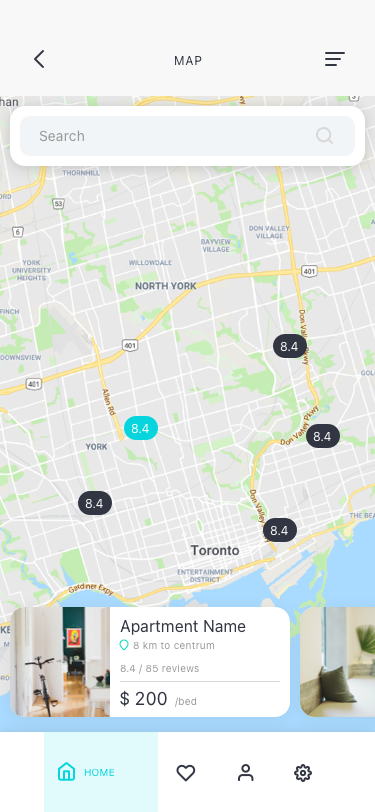 MAP
han
3
Search
THORNHILL
53
6
DON VALLEY
VILLAGE
BAYVIEW
VILLAGE
YORK
UNIVERSITY
HEIGHTS
WILLOWDALE
401
NORTH YORK
FINCH
Don Valley Pkwy
401
8.4
DOWNSVIEW
401
Allen Rd
8.4
Don Valley Pkwy
8.4
YORK
8.4
Don Valley
8.4
THE BEA
Toronto
ENTERTAINMENT
DISTRICT
Gardiner Expy
Apartment Name
8 km to centrum
8.4 / 85 reviews
$ 200 /bed
HOME